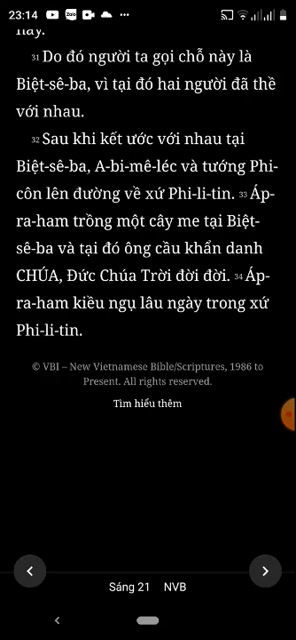 23:14
Zalo
này.
31 Do đó người ta gọi chỗ này là
Biệt-sê-ba, vì tại đó hai người đã thề
với nhau.
32 Sau khi kết ước với nhau tại
Biệt-sê-ba, A-bi-mê-léc và tướng Phi-
côn lên đường về xứ Phi-li-tin. 33 Áp-
ra-ham trồng một cây me tại Biệt-
sê-ba và tại đó ông cầu khẩn danh
CHÚA, Đức Chúa Trời đời đời. 34 Áp-
ra-ham kiều ngụ lâu ngày trong xứ
Phi-li-tin.
© VBI – New Vietnamese Bible/Scriptures, 1986 to
Present. All rights reserved.
Tìm hiểu thêm
Sáng 21 NVB